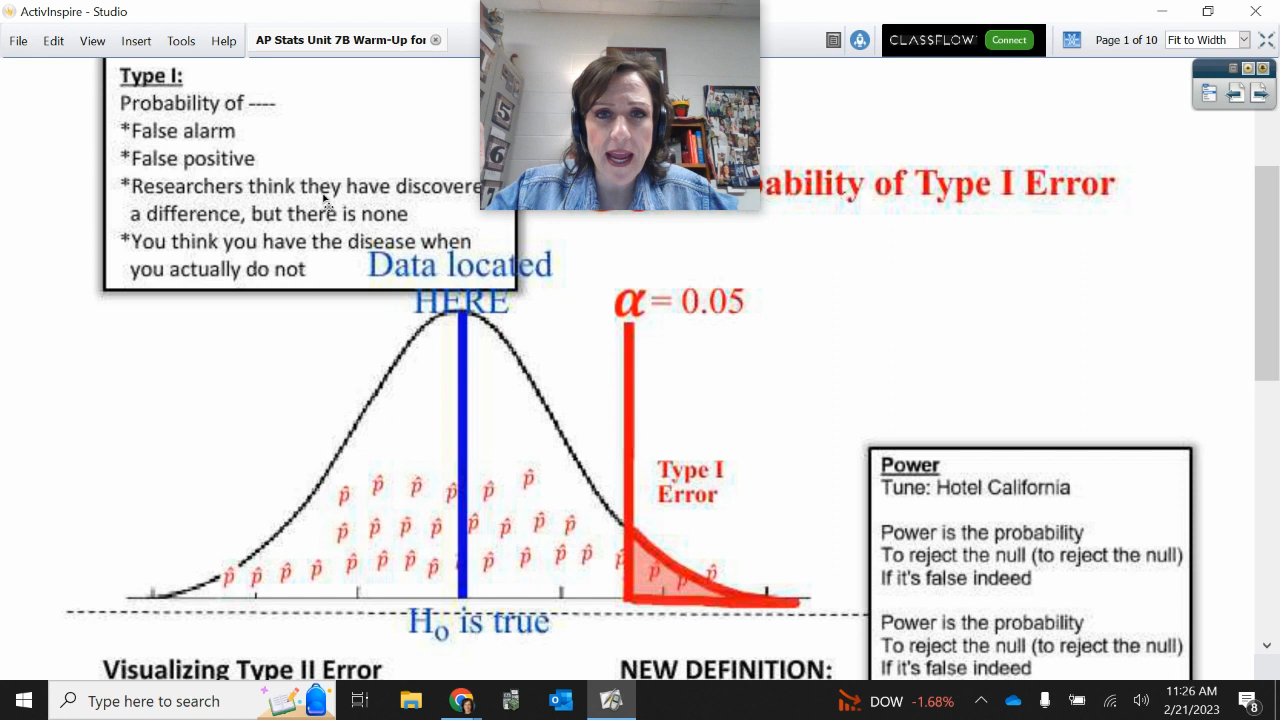 ActivInspire - Studio
File Edit View Insert Tools Help
AP Stats Unit 7B Warm-Up for
CLASSFLOW Connect
Page 1 of 10 Fit to Width
Type I:
Probability of ----
*False alarm
*False positive
*Researchers think they have discovere
a difference, but there is none
*You think you have the disease when
you actually do not
ability of Type I Error
Data located
HERE
α = 0.05
Type I
Error
p̂ p̂ p̂ p̂ p̂ p̂
p̂ p̂ p̂ p̂ p̂ p̂ p̂ p̂
p̂ p̂ p̂ p̂ p̂ p̂ p̂ p̂ p̂ p̂ p̂ p̂ p̂ p̂ p̂ p̂
H₀ is true
Power
Tune: Hotel California
Power is the probability
To reject the null (to reject the null)
If it's false indeed
Power is the probability
To reject the null (to reject the null)
If it's false indeed
Visualizing Type II Error
NEW DEFINITION:
Type here to search
DOW -1.68%
11:26 AM
2/21/2023
8